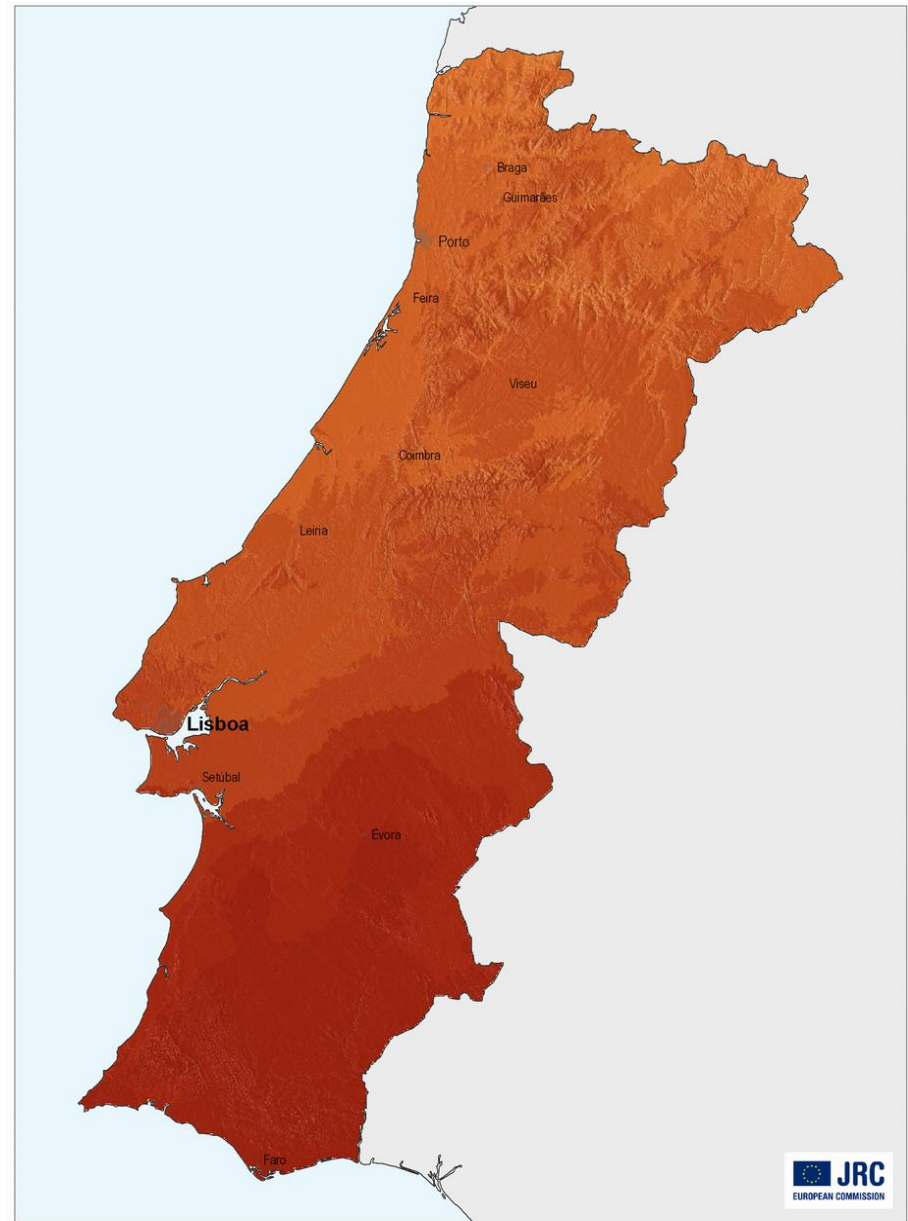 Braga
Guimarães
Porto
Feira
Viseu
Coimbra
Leiria
Lisboa
Setúbal
Évora
Faro
JRC
EUROPEAN COMMISSION